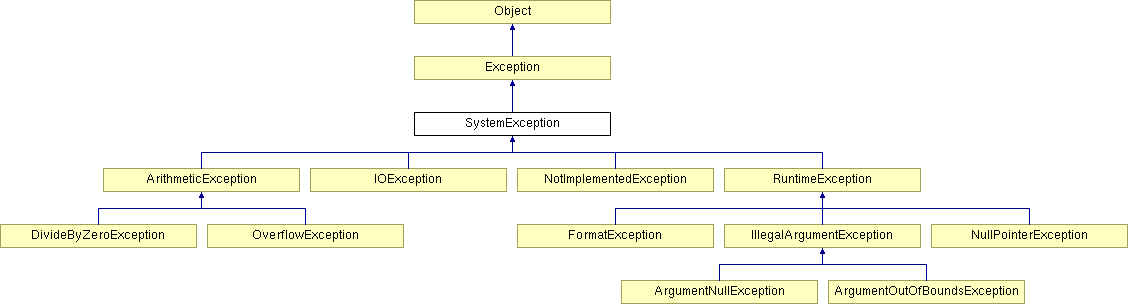 Object
Exception
SystemException
ArithmeticException
IOException
NotImplementedException
RuntimeException
DivideByZeroException
OverflowException
FormatException
IllegalArgumentException
NullPointerException
ArgumentNullException
ArgumentOutOfBoundsException